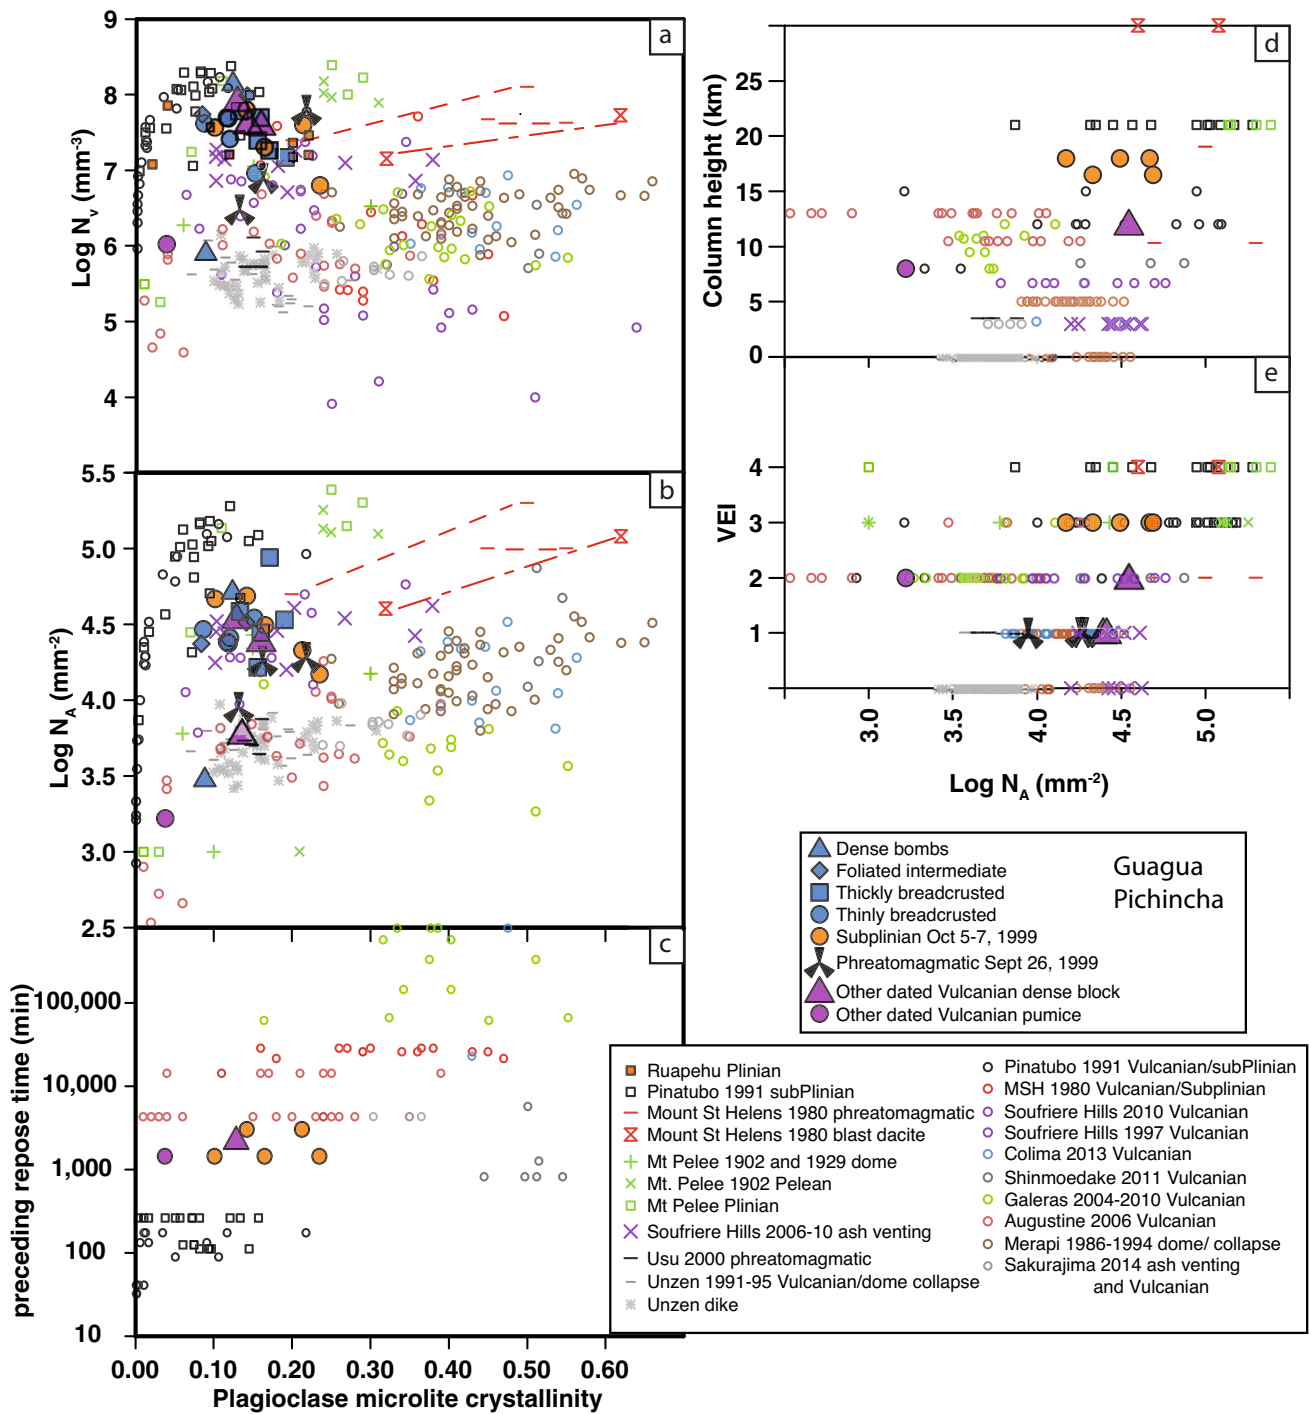 a
9
8
7
6
5
4
Log Nv (mm-3)
b
5.5
5.0
4.5
4.0
3.5
3.0
2.5
Log NA (mm-2)
c
100,000
10,000
1,000
100
10
preceding repose time (min)
0.00 0.10 0.20 0.30 0.40 0.50 0.60
Plagioclase microlite crystallinity
d
25
20
15
10
5
0
Column height (km)
e
4
3
2
1
VEI
3.0 3.5 4.0 4.5 5.0
Log NA (mm-2)
Guagua
Pichincha
Dense bombs
Foliated intermediate
Thickly breadcrusted
Thinly breadcrusted
Subplinian Oct 5-7, 1999
Phreatomagmatic Sept 26, 1999
Other dated Vulcanian dense block
Other dated Vulcanian pumice
Ruapehu Plinian
Pinatubo 1991 subPlinian
Mount St Helens 1980 phreatomagmatic
Mount St Helens 1980 blast dacite
Mt Pelee 1902 and 1929 dome
Mt. Pelee 1902 Pelean
Mt Pelee Plinian
Soufriere Hills 2006-10 ash venting
Usu 2000 phreatomagmatic
Unzen 1991-95 Vulcanian/dome collapse
Unzen dike
Pinatubo 1991 Vulcanian/subPlinian
MSH 1980 Vulcanian/Subplinian
Soufriere Hills 2010 Vulcanian
Soufriere Hills 1997 Vulcanian
Colima 2013 Vulcanian
Shinmoedake 2011 Vulcanian
Galeras 2004-2010 Vulcanian
Augustine 2006 Vulcanian
Merapi 1986-1994 dome/ collapse
Sakurajima 2014 ash venting
and Vulcanian